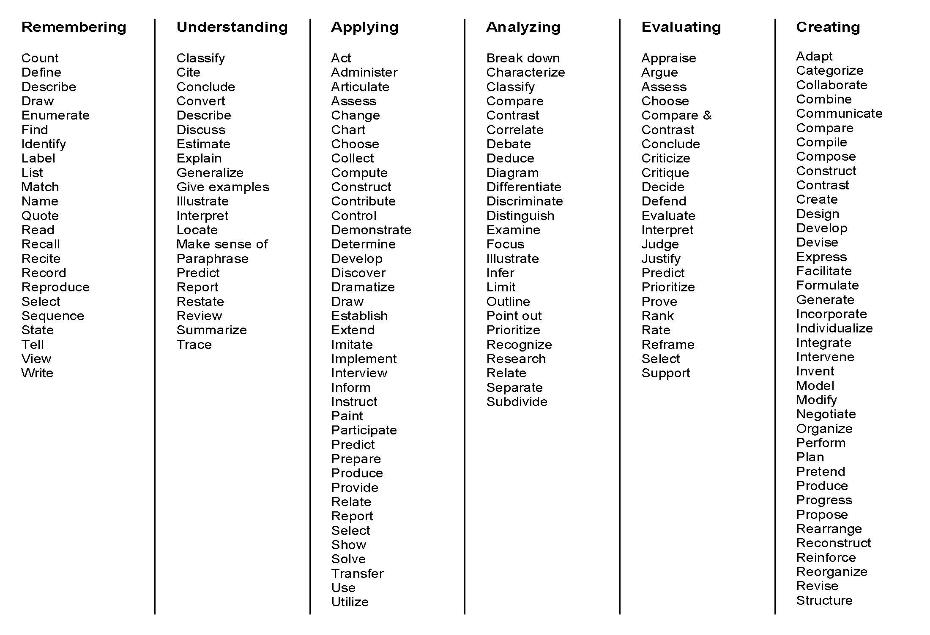 Remembering
Count
Define
Describe
Draw
Enumerate
Find
Identify
Label
List
Match
Name
Quote
Read
Recall
Recite
Record
Reproduce
Select
Sequence
State
Tell
View
Write
Understanding
Classify
Cite
Conclude
Convert
Describe
Discuss
Estimate
Explain
Generalize
Give examples
Illustrate
Interpret
Locate
Make sense of
Paraphrase
Predict
Report
Restate
Review
Summarize
Trace
Applying
Act
Administer
Articulate
Assess
Change
Chart
Choose
Collect
Compute
Construct
Contribute
Control
Demonstrate
Determine
Develop
Discover
Dramatize
Draw
Establish
Extend
Imitate
Implement
Interview
Inform
Instruct
Paint
Participate
Predict
Prepare
Produce
Provide
Relate
Report
Select
Show
Solve
Transfer
Use
Utilize
Analyzing
Break down
Characterize
Classify
Compare
Contrast
Correlate
Debate
Deduce
Diagram
Differentiate
Discriminate
Distinguish
Examine
Focus
Illustrate
Infer
Limit
Outline
Point out
Prioritize
Recognize
Research
Relate
Separate
Subdivide
Evaluating
Appraise
Argue
Assess
Choose
Compare &
Contrast
Conclude
Criticize
Critique
Decide
Defend
Evaluate
Interpret
Judge
Justify
Predict
Prioritize
Prove
Rank
Rate
Reframe
Select
Support
Creating
Adapt
Categorize
Collaborate
Combine
Communicate
Compare
Compile
Compose
Construct
Contrast
Create
Design
Develop
Devise
Express
Facilitate
Formulate
Generate
Incorporate
Individualize
Integrate
Intervene
Invent
Model
Modify
Negotiate
Organize
Perform
Plan
Pretend
Produce
Progress
Propose
Rearrange
Reconstruct
Reinforce
Reorganize
Revise
Structure